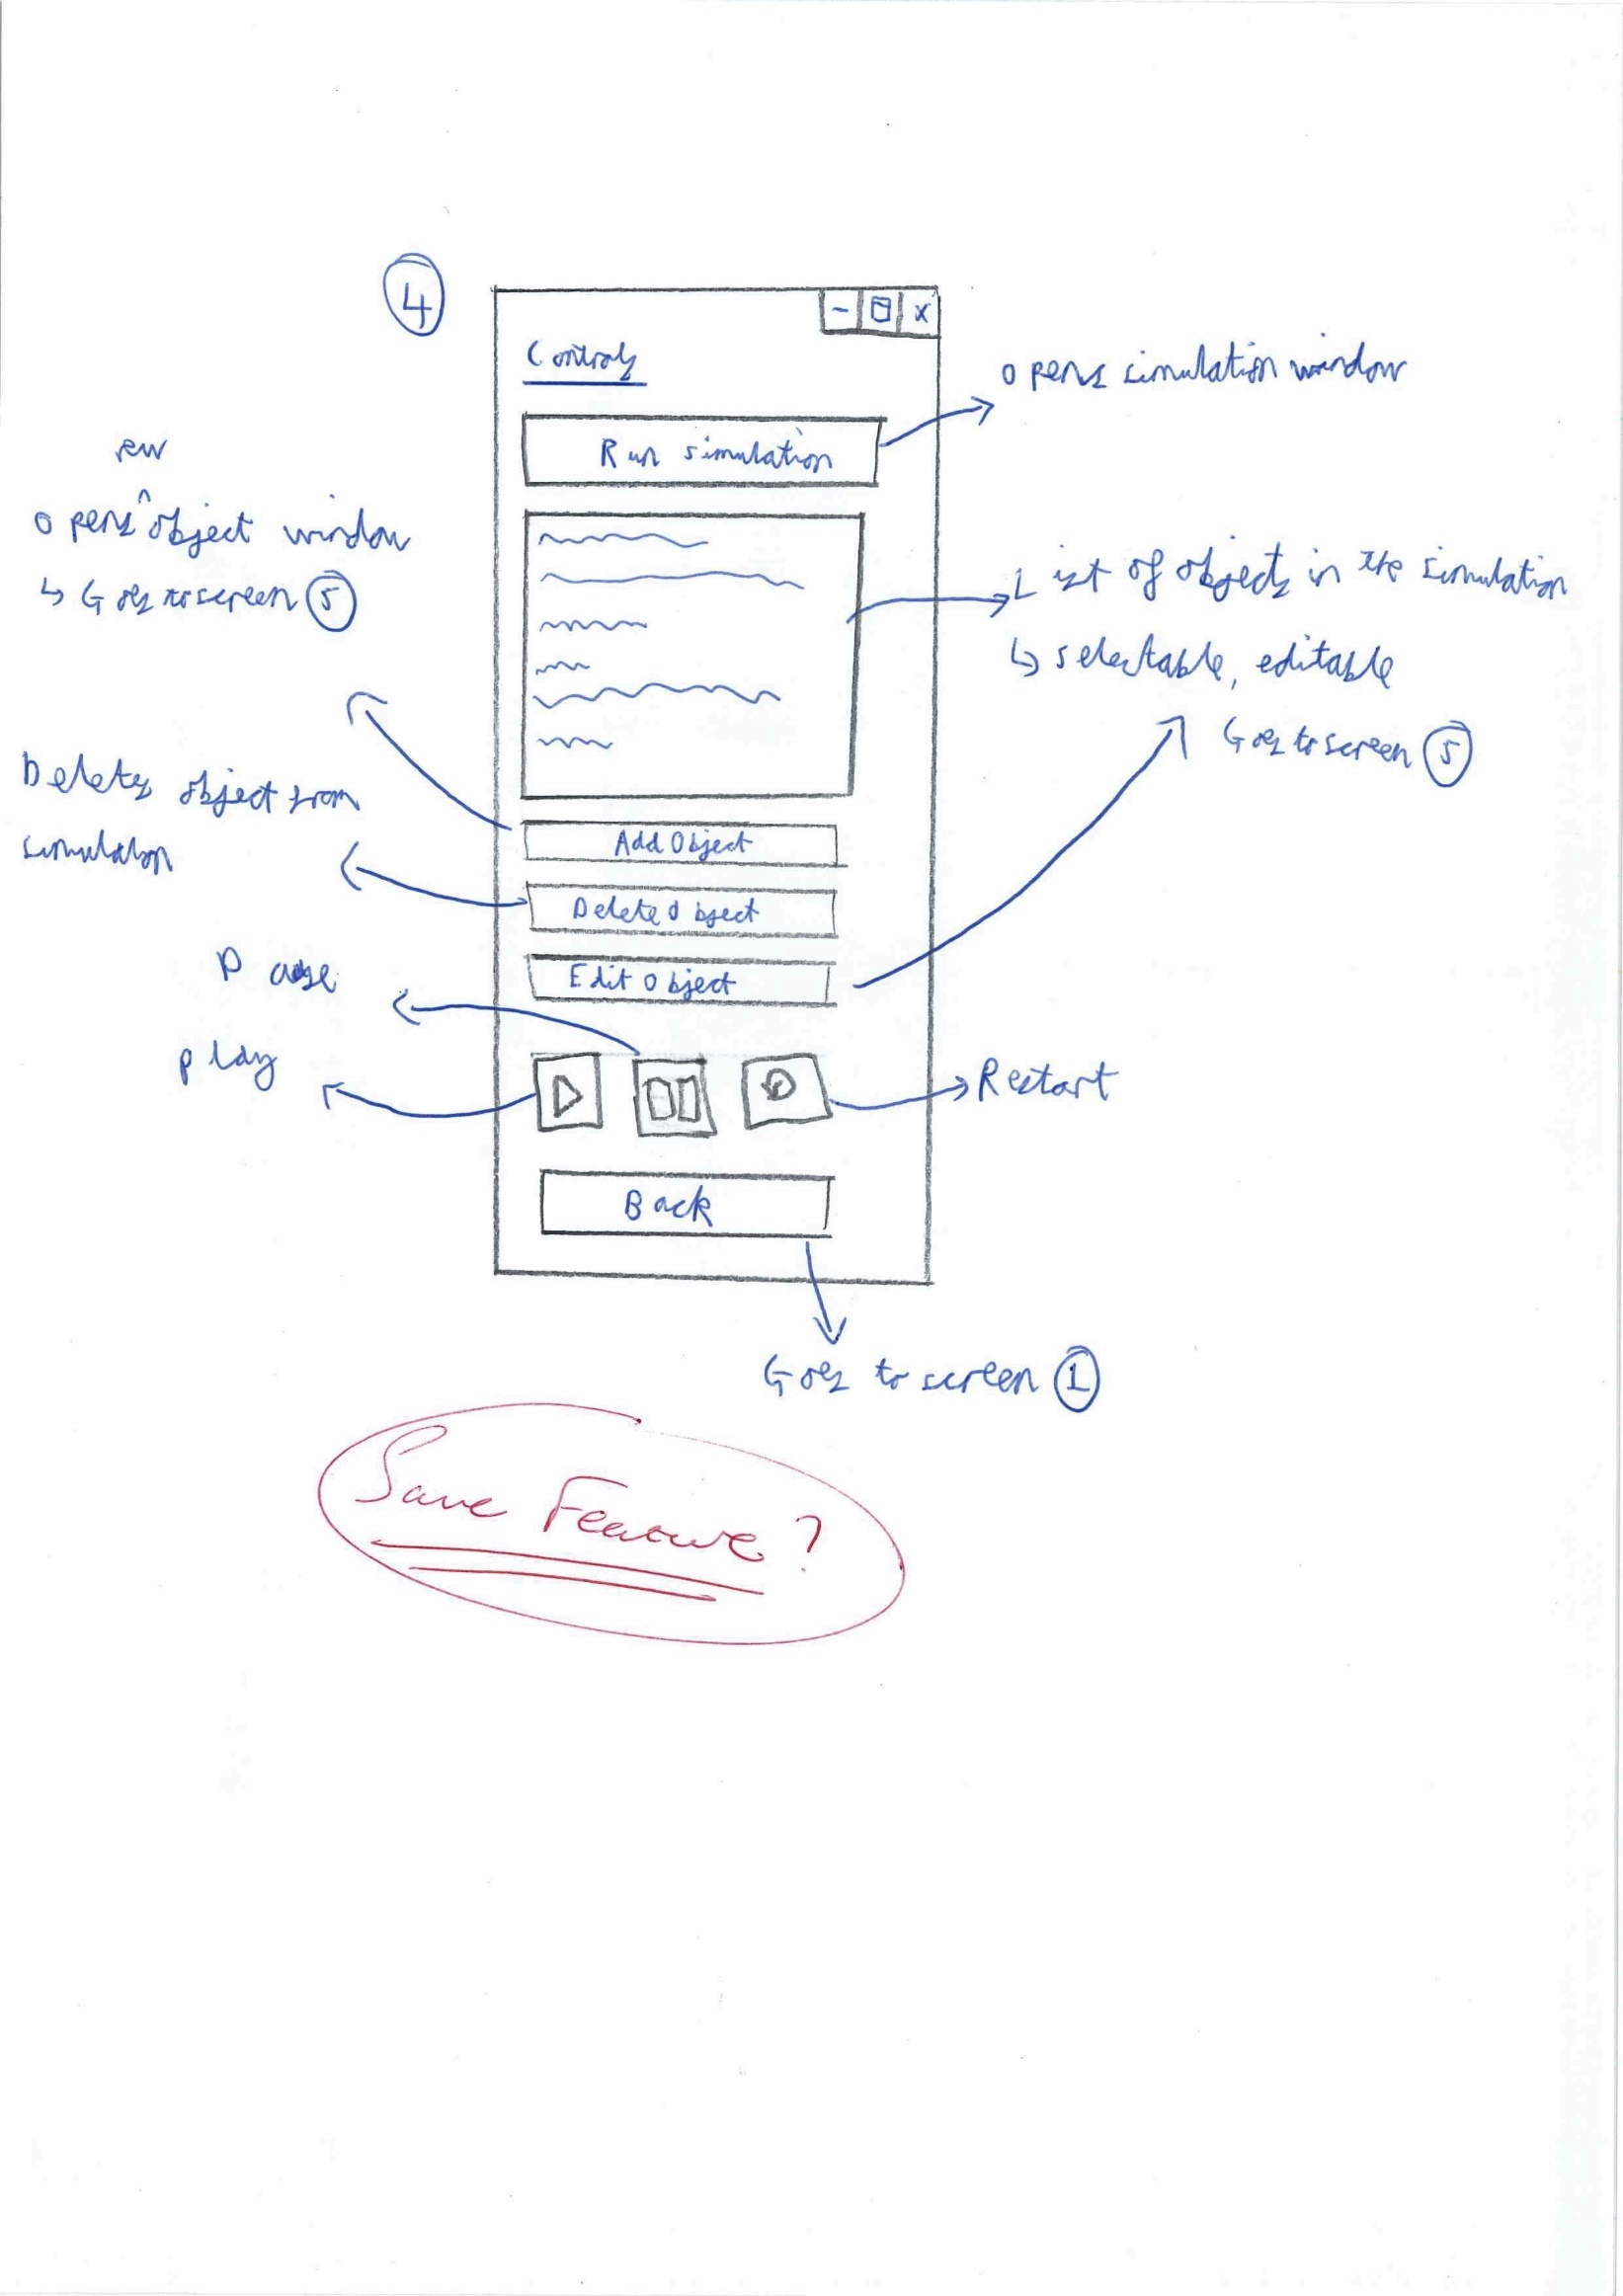 4
- x
Controls
opens simulation window
Run simulation
new
opens ^ object window
↳ Goes to screen 5
List of objects in the simulation
↳ selectable, editable
Goes to screen 5
Deletes object from
simulation
Add Object
Delete Object
Edit Object
Pause
play
Restart
Back
Goes to screen 1
Save Feature?